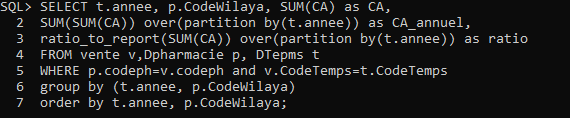 SQL> SELECT t.annee, p.CodeWilaya, SUM(CA) as CA,
2 SUM(SUM(CA)) over(partition by(t.annee)) as CA_annuel,
3 ratio_to_report(SUM(CA)) over(partition by(t.annee)) as ratio
4 FROM vente v,Dpharmacie p, DTepms t
5 WHERE p.codeph=v.codeph and v.CodeTemps=t.CodeTemps
6 group by (t.annee, p.CodeWilaya)
7 order by t.annee, p.CodeWilaya;